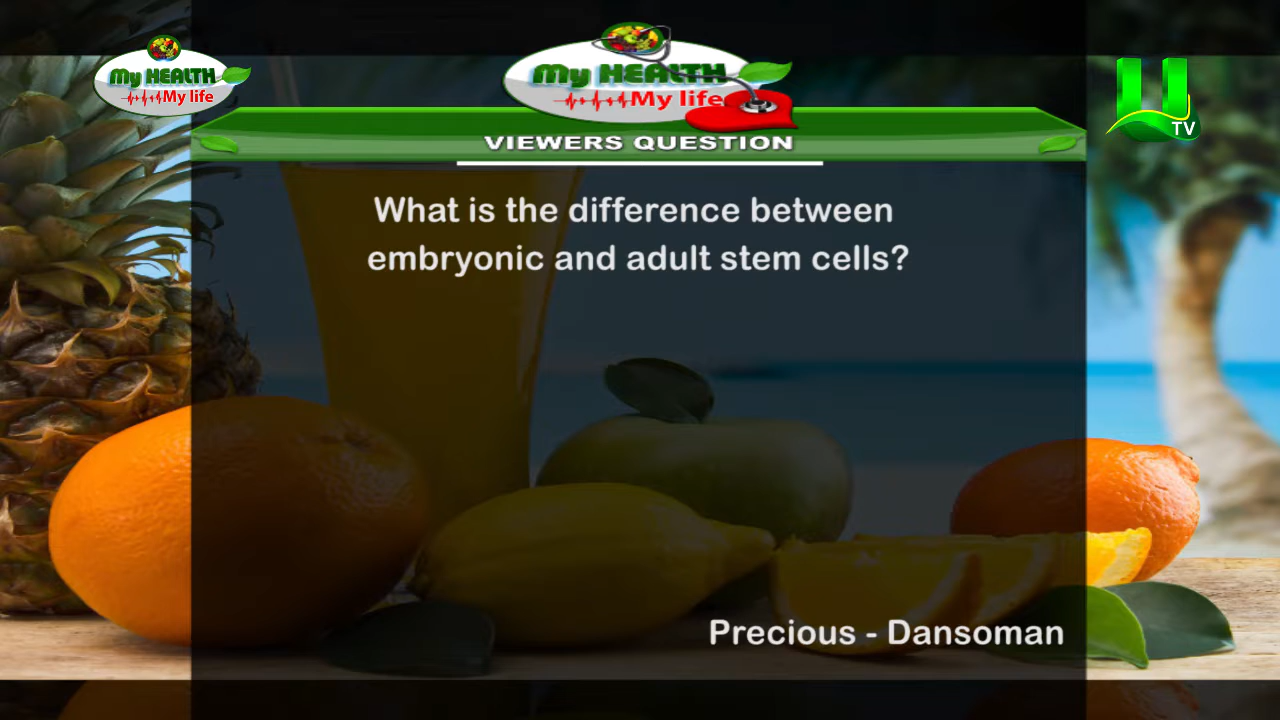 My HEALTH
My life
My HEALTH
My life
TV
VIEWERS QUESTION
What is the difference between
embryonic and adult stem cells?
Precious - Dansoman